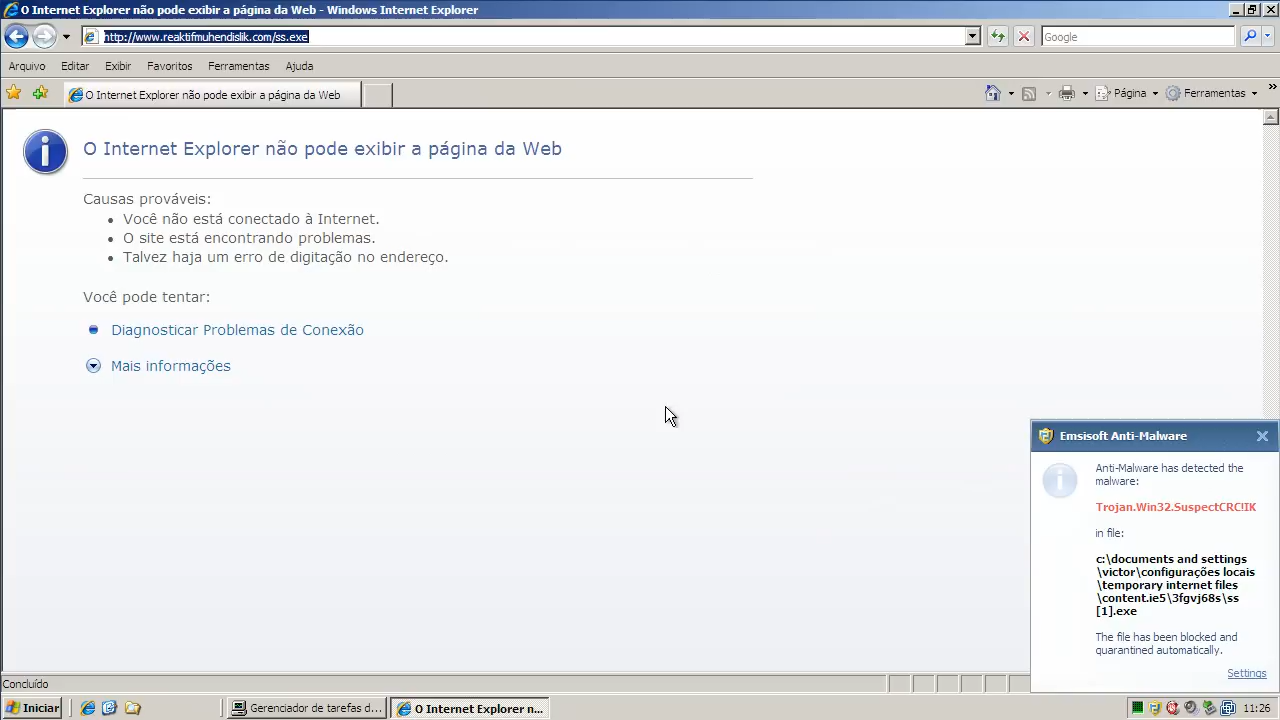 O Internet Explorer não pode exibir a página da Web - Windows Internet Explorer
http://www.reaktifmuhendislik.com/ss.exe
Google
Arquivo Editar Exibir Favoritos Ferramentas Ajuda
O Internet Explorer não pode exibir a página da Web
Página Ferramentas »
O Internet Explorer não pode exibir a página da Web
Causas prováveis:
• Você não está conectado à Internet.
• O site está encontrando problemas.
• Talvez haja um erro de digitação no endereço.
Você pode tentar:
Diagnosticar Problemas de Conexão
Mais informações
Emsisoft Anti-Malware
Anti-Malware has detected the
malware:
Trojan.Win32.SuspectCRC!IK
in file:
c:\documents and settings
\victor\configurações locais
\temporary internet files
\content.ie5\3fgvj68s\ss
[1].exe
The file has been blocked and
quarantined automatically.
Settings
Concluído
Iniciar
Gerenciador de tarefas d...
O Internet Explorer n...
11:26